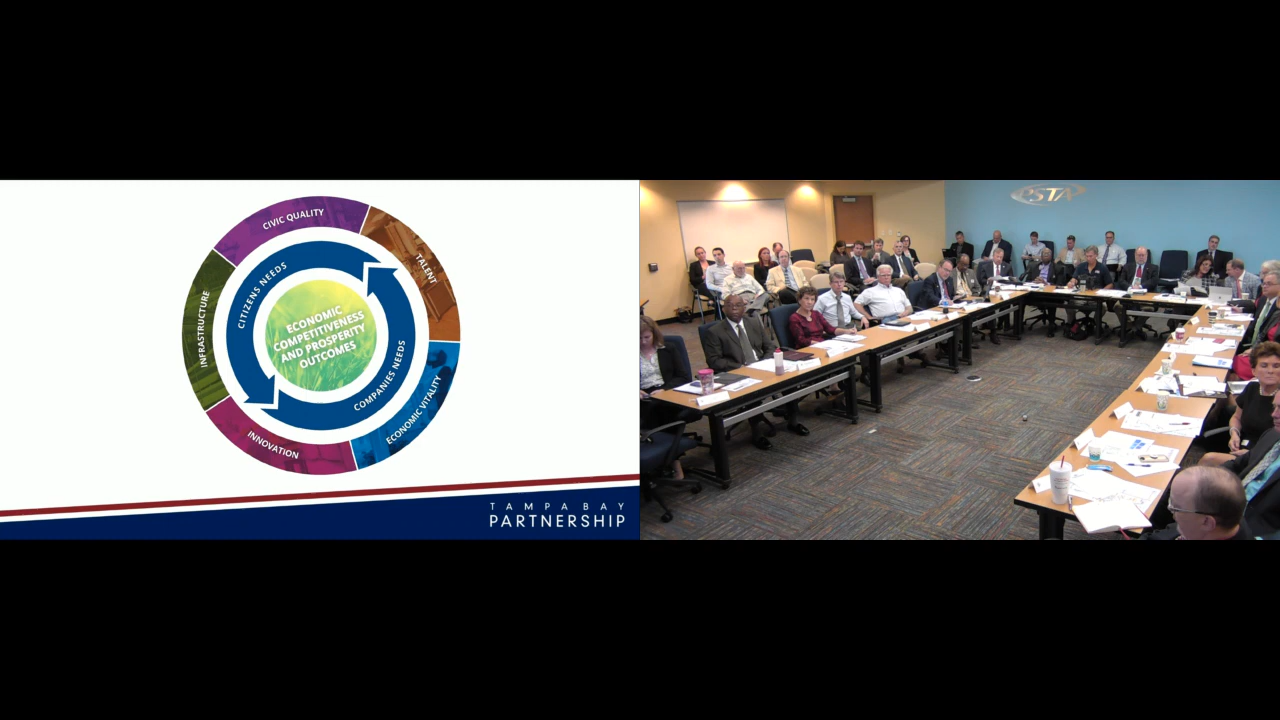 CIVIC QUALITY
TALENT
ECONOMIC VITALITY
INNOVATION
INFRASTRUCTURE
CITIZENS NEEDS
COMPANIES NEEDS
ECONOMIC
COMPETITIVENESS
AND PROSPERITY
OUTCOMES
TAMPA BAY
PARTNERSHIP
PSTA